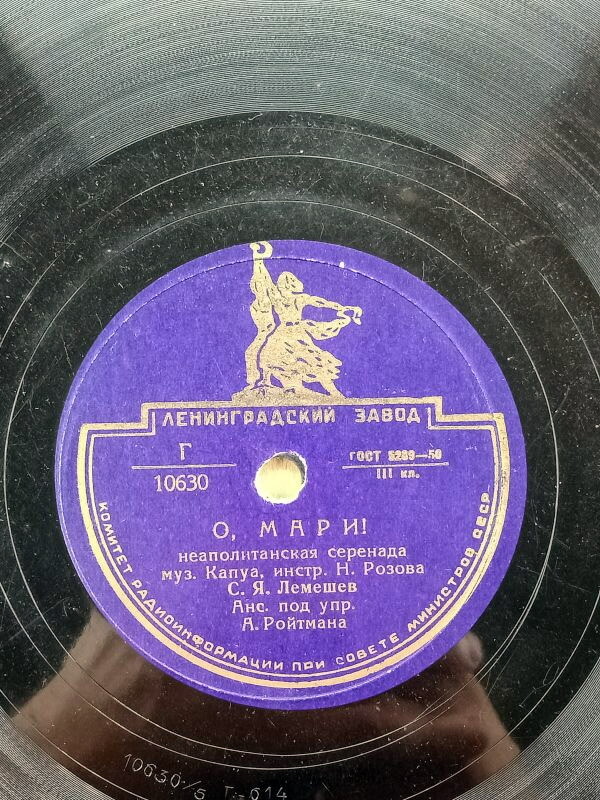 ЛЕНИНГРАДСКИЙ ЗАВОД
Г
10630
ГОСТ 5289—50
III кл.
О, МАРИ!
неаполитанская серенада
муз. Капуа, инстр. Н. Розова
С. Я. Лемешев
Анс. под упр.
А. Ройтмана
КОМИТЕТ РАДИОИНФОРМАЦИИ ПРИ СОВЕТЕ МИНИСТРОВ СССР
10630/5 Т-614